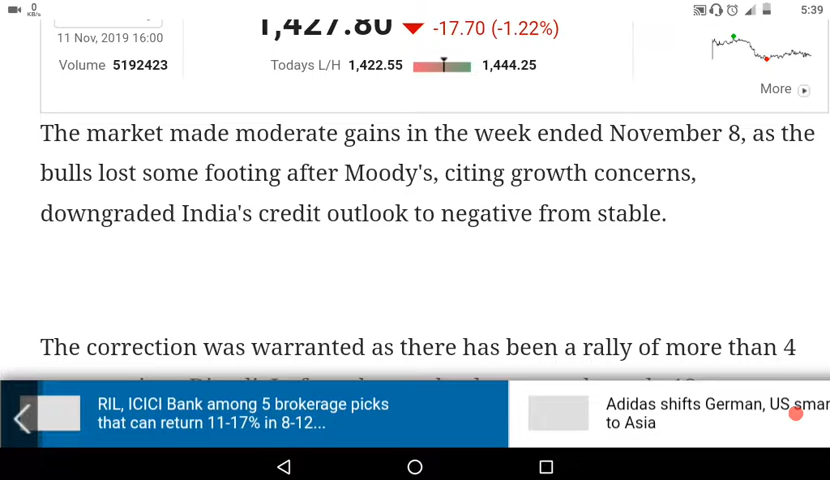 0
KB/s
5:39
1,427.80 -17.70 (-1.22%)
11 Nov, 2019 16:00
Volume 5192423
Todays L/H 1,422.55 1,444.25
More
The market made moderate gains in the week ended November 8, as the
bulls lost some footing after Moody's, citing growth concerns,
downgraded India's credit outlook to negative from stable.
The correction was warranted as there has been a rally of more than 4
RIL, ICICI Bank among 5 brokerage picks
that can return 11-17% in 8-12...
Adidas shifts German, US smar
to Asia